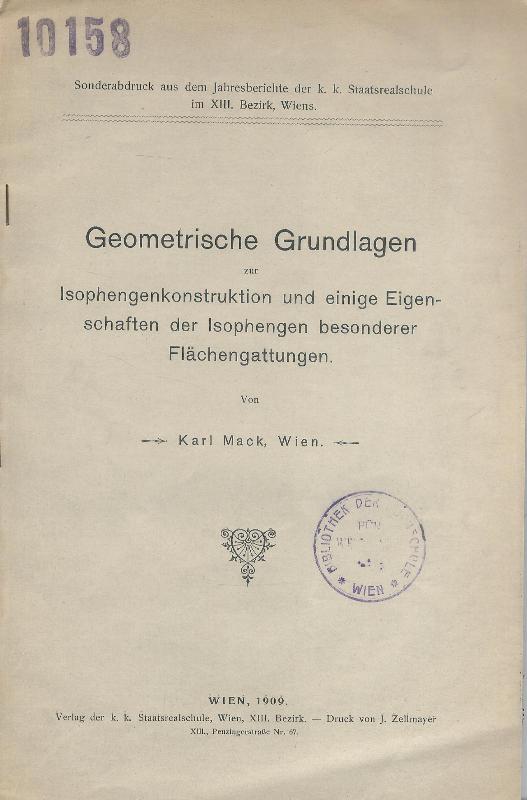 10158
Sonderabdruck aus dem Jahresberichte der k. k. Staatsrealschule
im XIII. Bezirk, Wiens.
Geometrische Grundlagen
zur
Isophengenkonstruktion und einige Eigen-
schaften der Isophengen besonderer
Flächengattungen.
Von
Karl Mack, Wien.
BIBLIOTHEK DER
WIEN
WIEN, 1909.
Verlag der k. k. Staatsrealschule, Wien, XIII. Bezirk. — Druck von J. Zellmayer
XIII., Penzingerstraße Nr. 67.